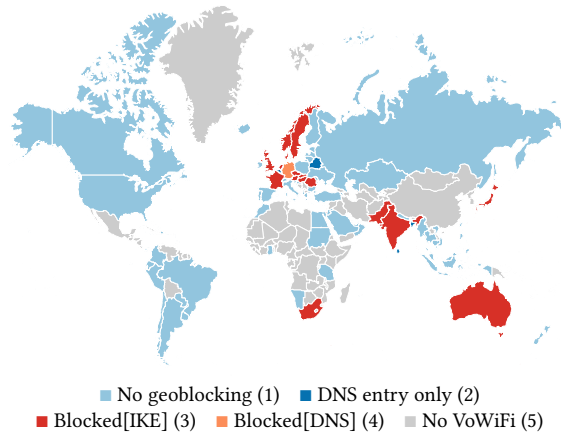 No geoblocking (1) DNS entry only (2)
Blocked[IKE] (3) Blocked[DNS] (4) No VoWiFi (5)